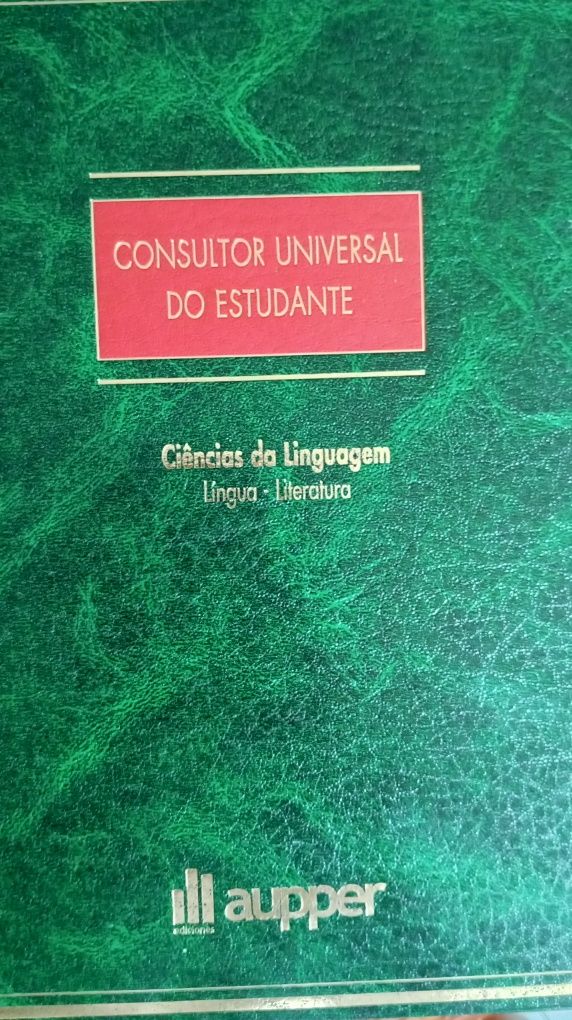 CONSULTOR UNIVERSAL
DO ESTUDANTE
Ciências da Linguagem
Língua - Literatura
aupper
ediciones